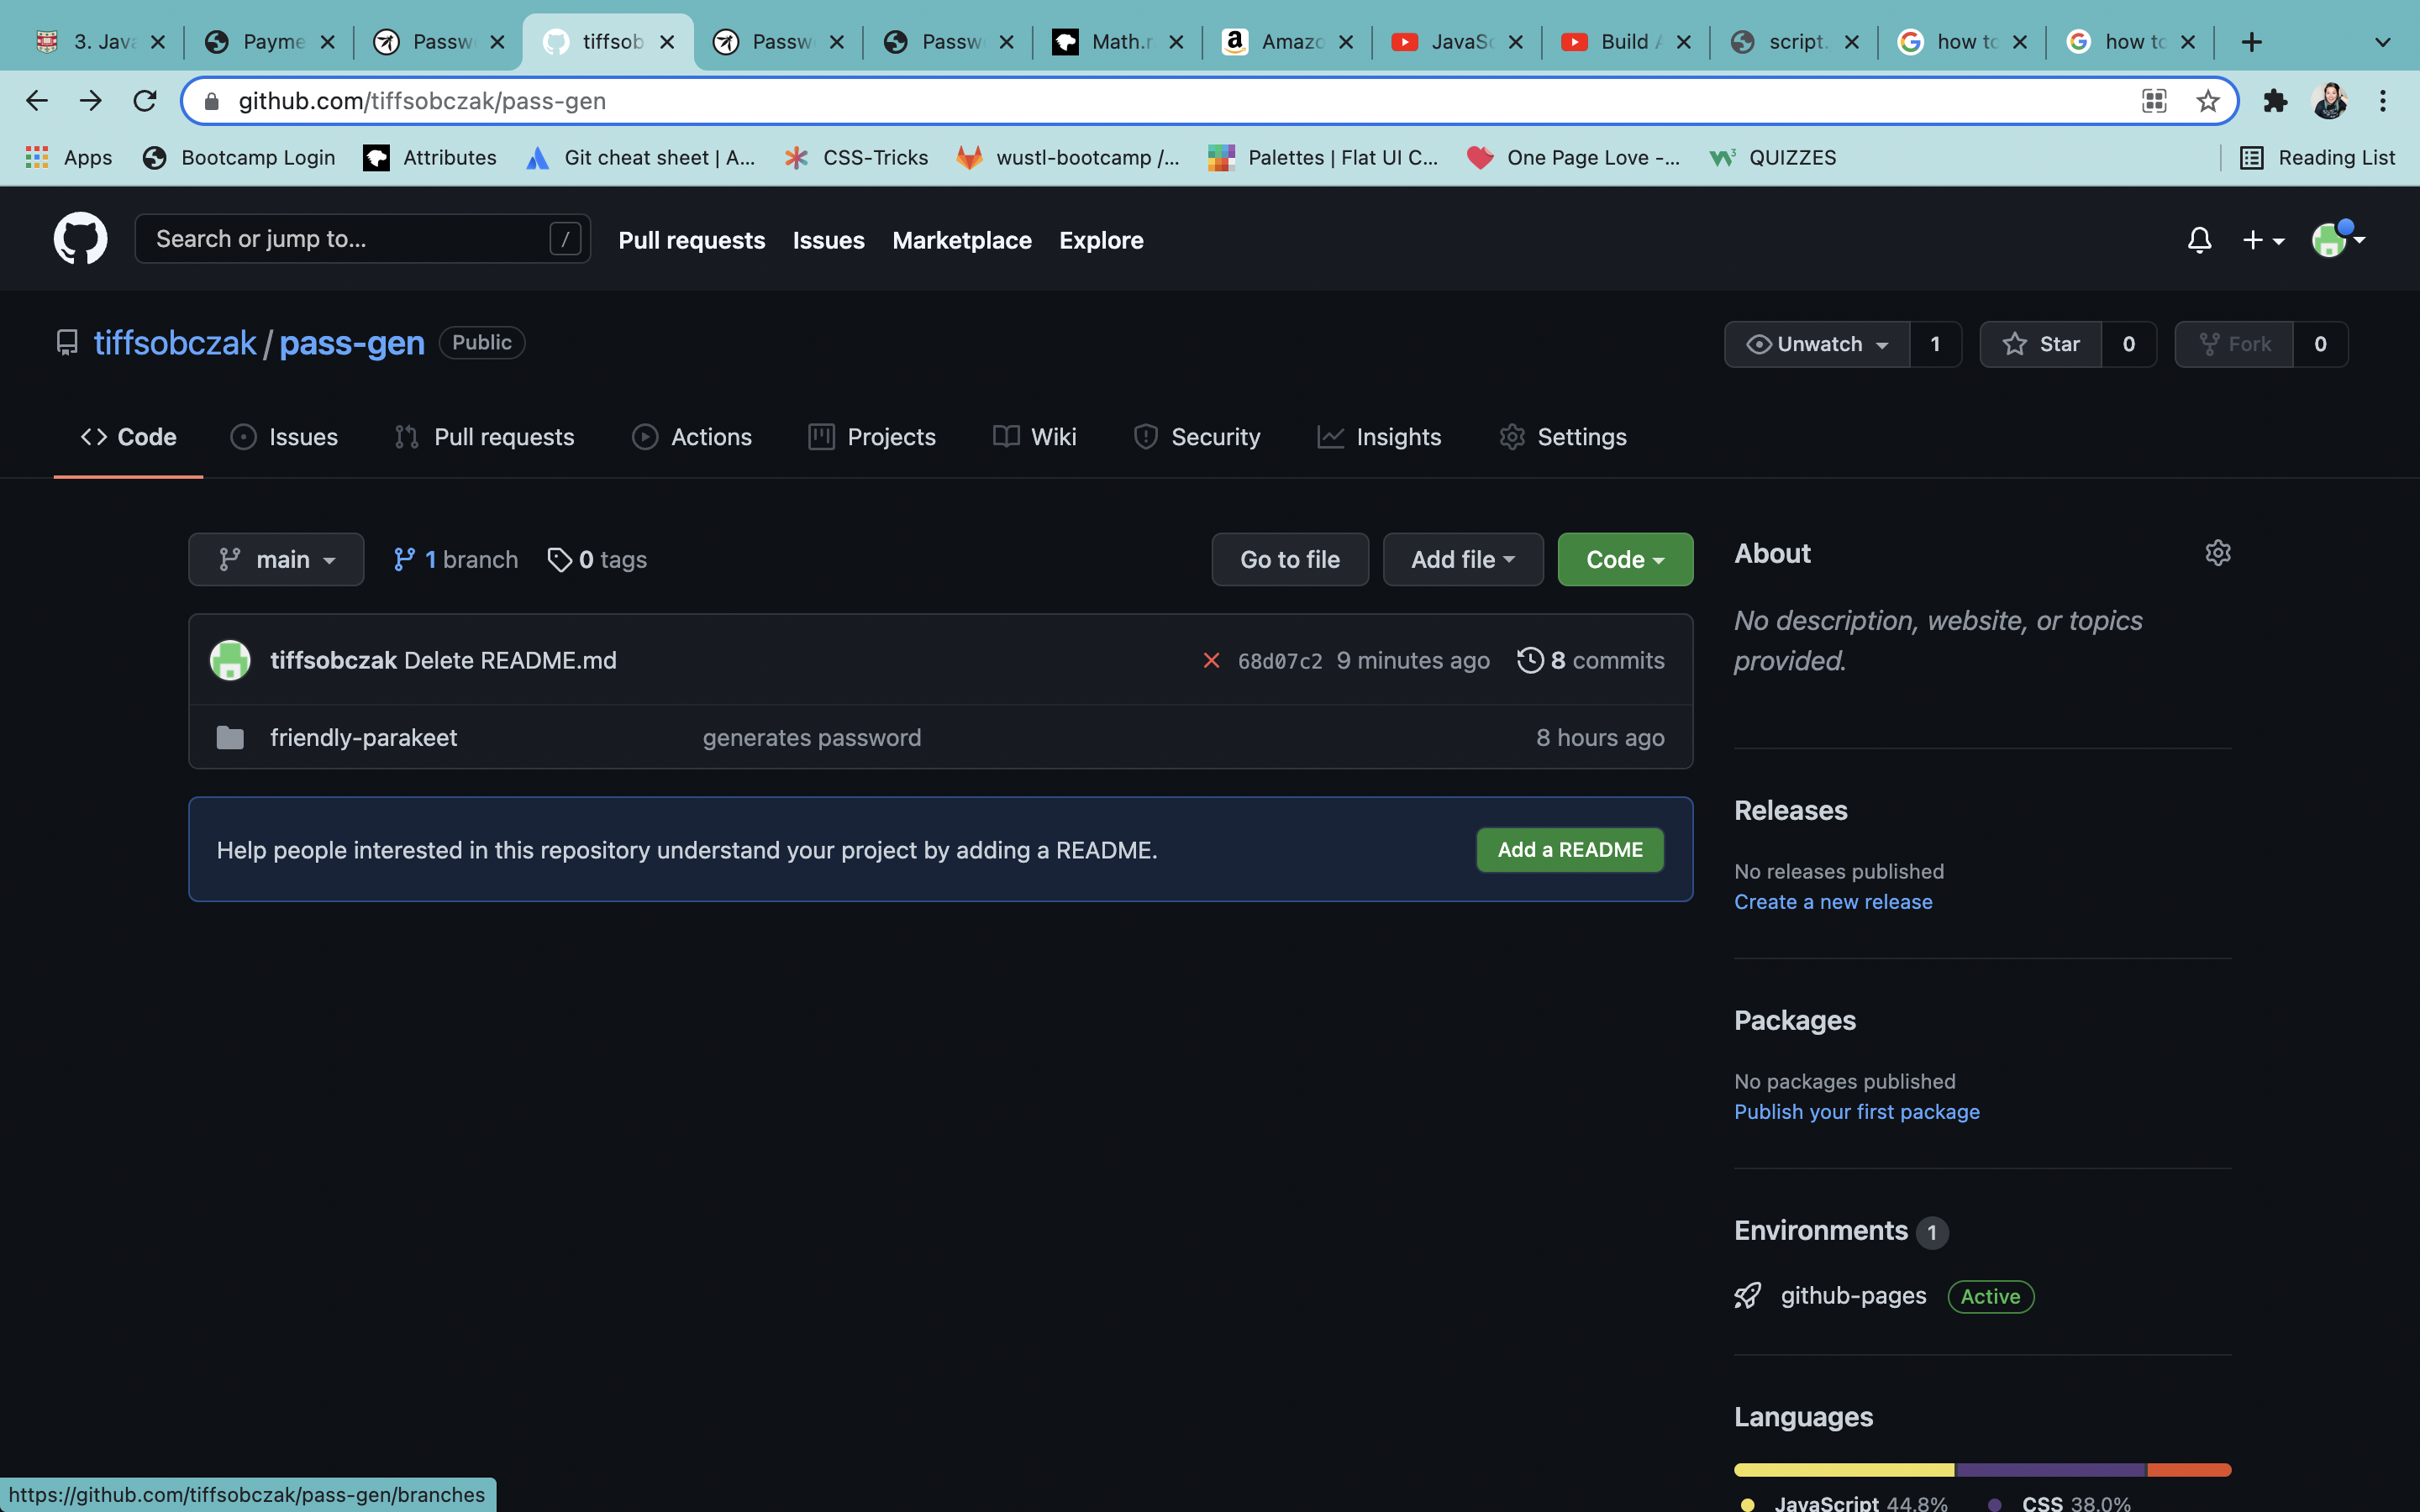 3. Java Payme Passw tiffsob Passw Passw Math.r Amazo JavaSc Build script. how to how to
github.com/tiffsobczak/pass-gen
Apps Bootcamp Login Attributes Git cheat sheet | A... CSS-Tricks wustl-bootcamp /... Palettes | Flat UI C... One Page Love -... QUIZZES Reading List
Search or jump to... / Pull requests Issues Marketplace Explore
tiffsobczak / pass-gen Public Unwatch 1 Star 0 Fork 0
Code Issues Pull requests Actions Projects Wiki Security Insights Settings
main 1 branch 0 tags Go to file Add file Code
tiffsobczak Delete README.md 68d07c2 9 minutes ago 8 commits
friendly-parakeet generates password 8 hours ago
Help people interested in this repository understand your project by adding a README. Add a README
About
No description, website, or topics
provided.
Releases
No releases published
Create a new release
Packages
No packages published
Publish your first package
Environments 1
github-pages Active
Languages
JavaScript 44.8% CSS 38.0%
https://github.com/tiffsobczak/pass-gen/branches